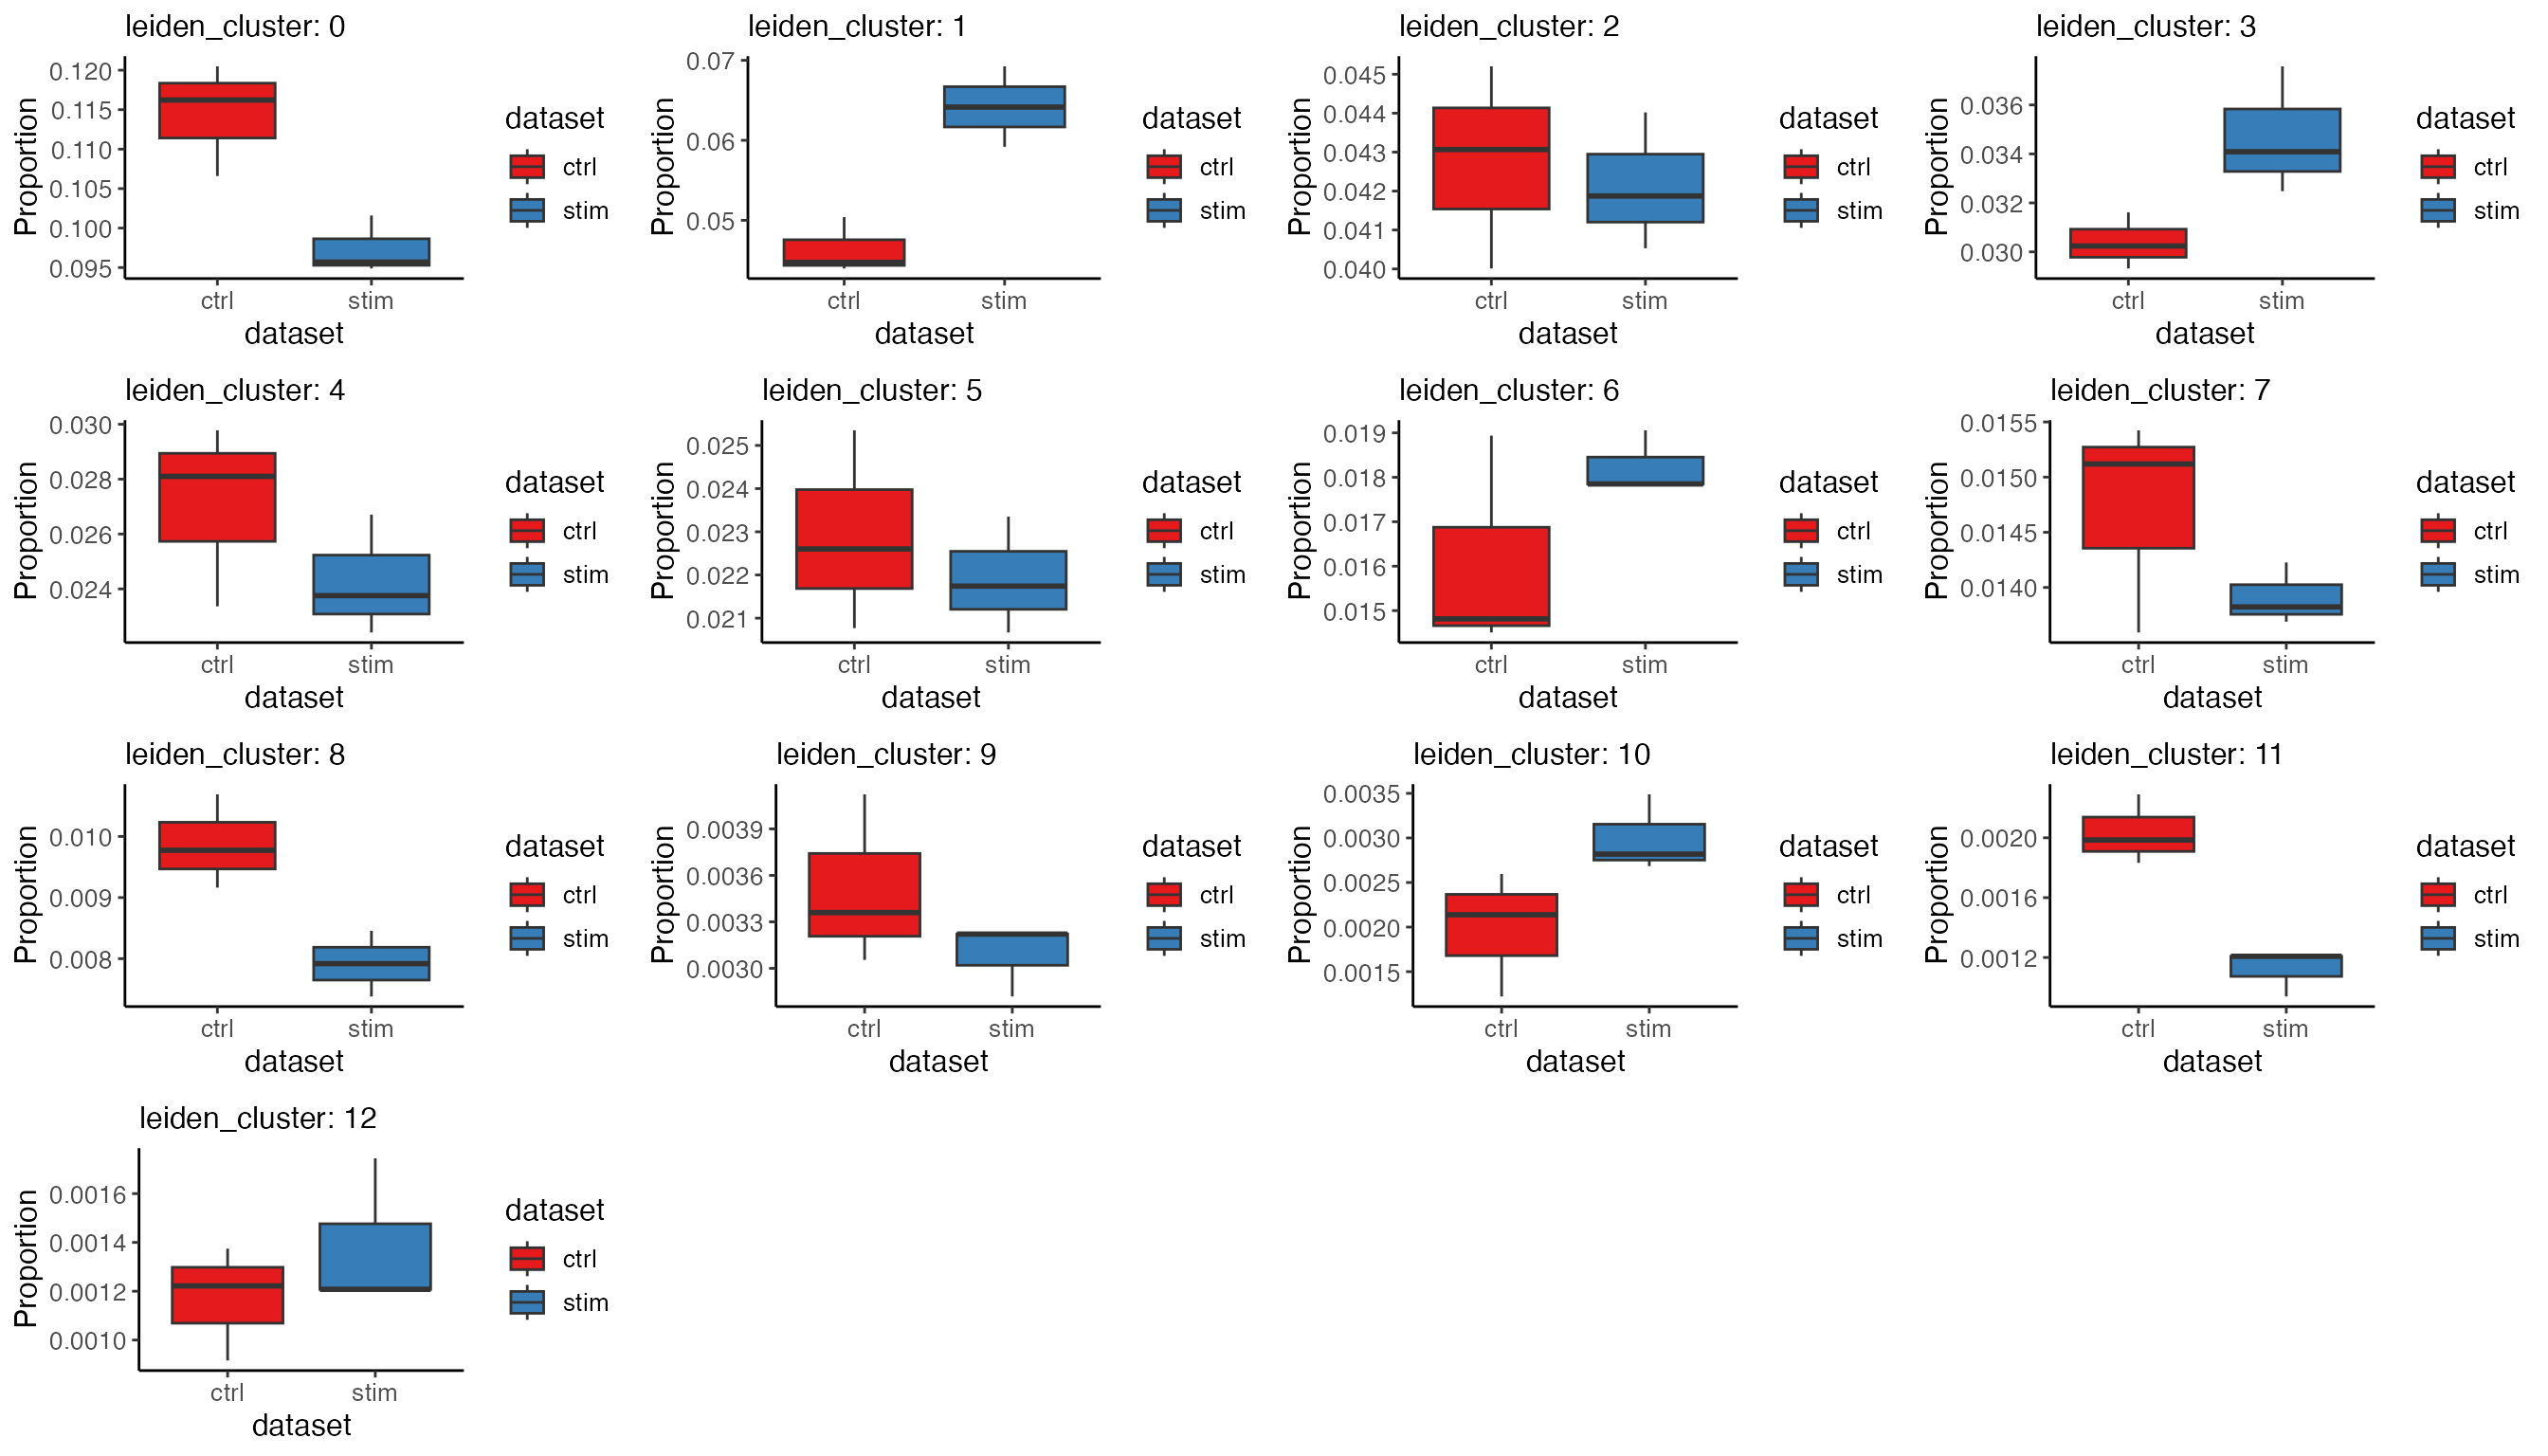 leiden_cluster: 0
0.120
0.115
0.110
0.105
0.100
0.095
Proportion
ctrl stim
dataset
dataset
ctrl
stim
leiden_cluster: 1
0.07
0.06
0.05
Proportion
ctrl stim
dataset
dataset
ctrl
stim
leiden_cluster: 2
0.045
0.044
0.043
0.042
0.041
0.040
Proportion
ctrl stim
dataset
dataset
ctrl
stim
leiden_cluster: 3
0.036
0.034
0.032
0.030
Proportion
ctrl stim
dataset
dataset
ctrl
stim
leiden_cluster: 4
0.030
0.028
0.026
0.024
Proportion
ctrl stim
dataset
dataset
ctrl
stim
leiden_cluster: 5
0.025
0.024
0.023
0.022
0.021
Proportion
ctrl stim
dataset
dataset
ctrl
stim
leiden_cluster: 6
0.019
0.018
0.017
0.016
0.015
Proportion
ctrl stim
dataset
dataset
ctrl
stim
leiden_cluster: 7
0.0155
0.0150
0.0145
0.0140
Proportion
ctrl stim
dataset
dataset
ctrl
stim
leiden_cluster: 8
0.010
0.009
0.008
Proportion
ctrl stim
dataset
dataset
ctrl
stim
leiden_cluster: 9
0.0039
0.0036
0.0033
0.0030
Proportion
ctrl stim
dataset
dataset
ctrl
stim
leiden_cluster: 10
0.0035
0.0030
0.0025
0.0020
0.0015
Proportion
ctrl stim
dataset
dataset
ctrl
stim
leiden_cluster: 11
0.0020
0.0016
0.0012
Proportion
ctrl stim
dataset
dataset
ctrl
stim
leiden_cluster: 12
0.0016
0.0014
0.0012
0.0010
Proportion
ctrl stim
dataset
dataset
ctrl
stim